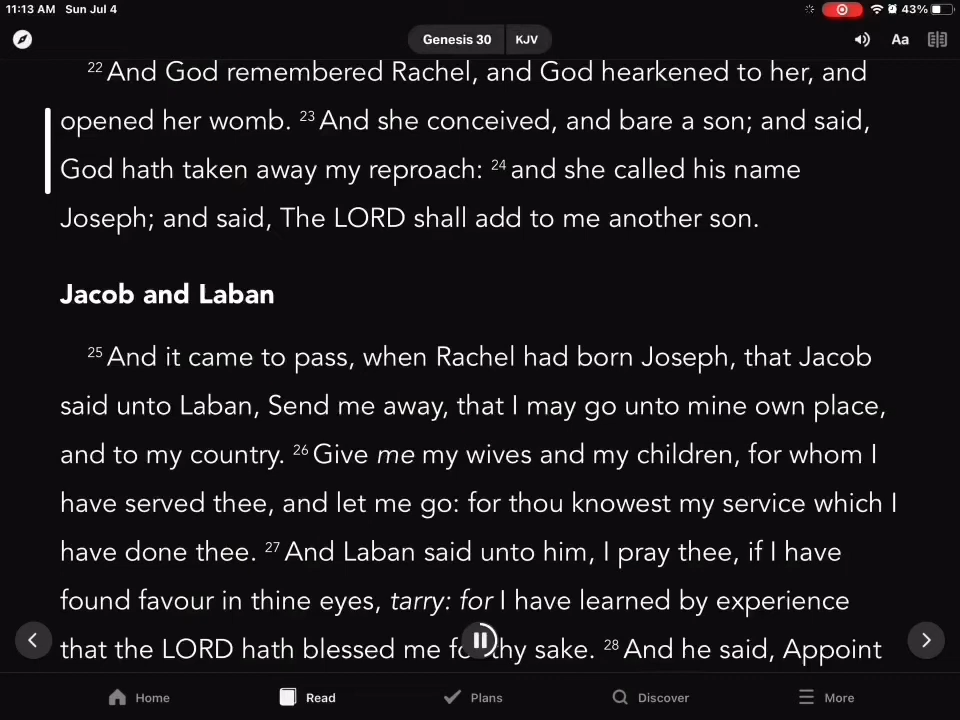 11:13 AM Sun Jul 4
43%
Genesis 30 KJV
Aa
22 And God remembered Rachel, and God hearkened to her, and
opened her womb. 23 And she conceived, and bare a son; and said,
God hath taken away my reproach: 24 and she called his name
Joseph; and said, The LORD shall add to me another son.
Jacob and Laban
25 And it came to pass, when Rachel had born Joseph, that Jacob
said unto Laban, Send me away, that I may go unto mine own place,
and to my country. 26 Give me my wives and my children, for whom I
have served thee, and let me go: for thou knowest my service which I
have done thee. 27 And Laban said unto him, I pray thee, if I have
found favour in thine eyes, tarry: for I have learned by experience
that the LORD hath blessed me thy sake. 28 And he said, Appoint
Home Read Plans Discover More